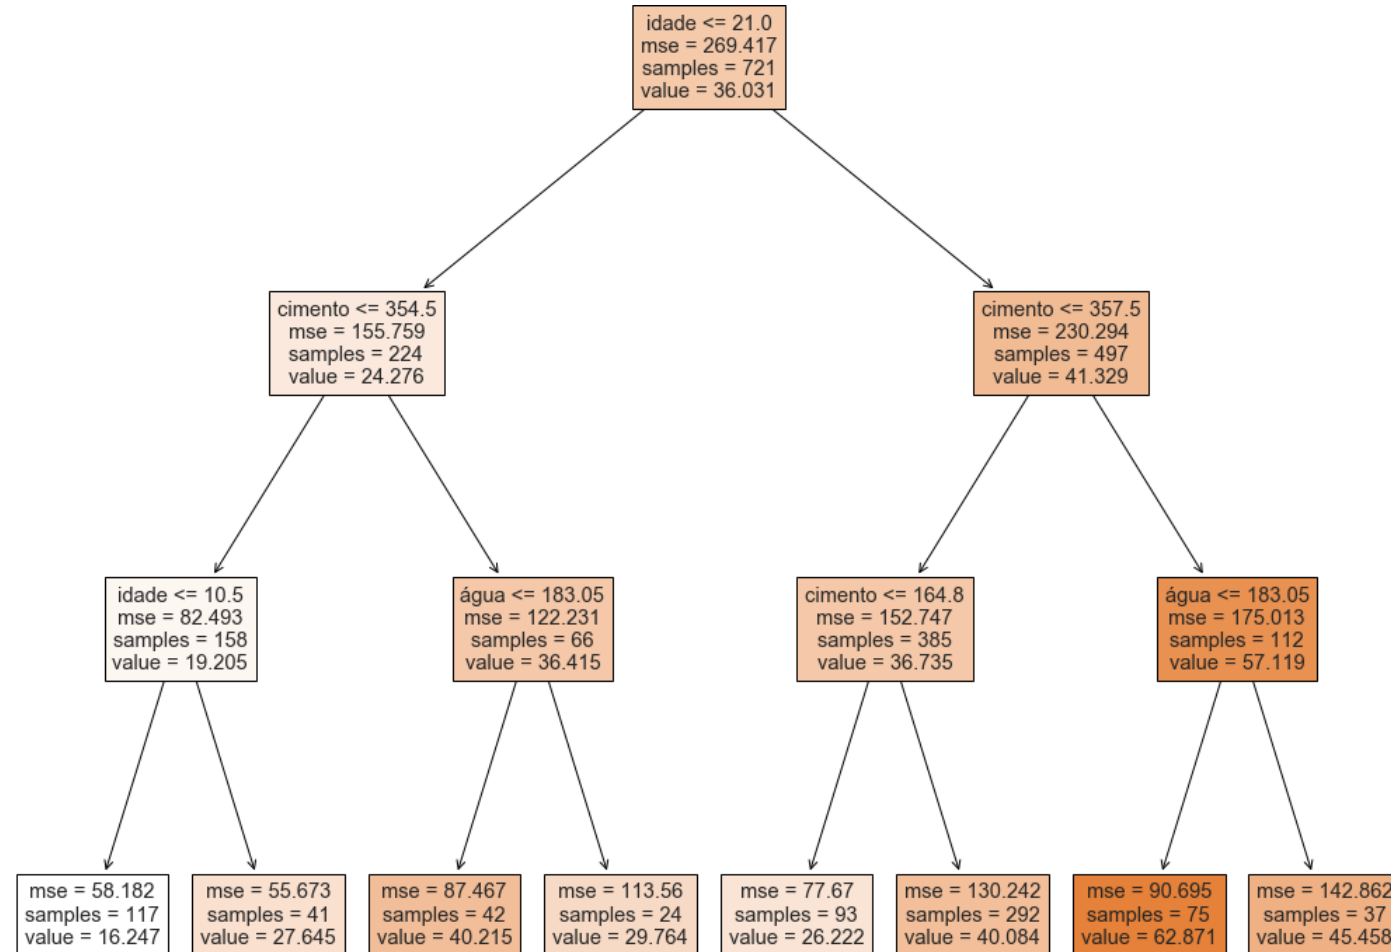 idade <= 21.0
mse = 269.417
samples = 721
value = 36.031
cimento <= 354.5
mse = 155.759
samples = 224
value = 24.276
cimento <= 357.5
mse = 230.294
samples = 497
value = 41.329
idade <= 10.5
mse = 82.493
samples = 158
value = 19.205
água <= 183.05
mse = 122.231
samples = 66
value = 36.415
cimento <= 164.8
mse = 152.747
samples = 385
value = 36.735
água <= 183.05
mse = 175.013
samples = 112
value = 57.119
mse = 58.182
samples = 117
value = 16.247
mse = 55.673
samples = 41
value = 27.645
mse = 87.467
samples = 42
value = 40.215
mse = 113.56
samples = 24
value = 29.764
mse = 77.67
samples = 93
value = 26.222
mse = 130.242
samples = 292
value = 40.084
mse = 90.695
samples = 75
value = 62.871
mse = 142.862
samples = 37
value = 45.458